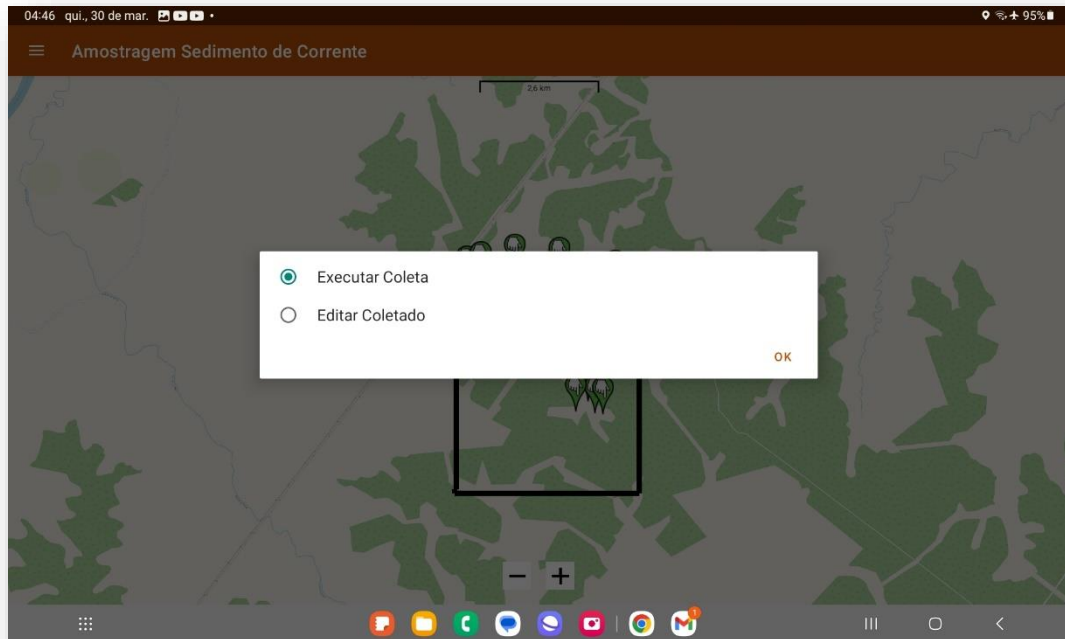 04:46 qui., 30 de mar. •
95%
Amostragem Sedimento de Corrente
2,6 km
Executar Coleta
Editar Coletado
OK
− +
1